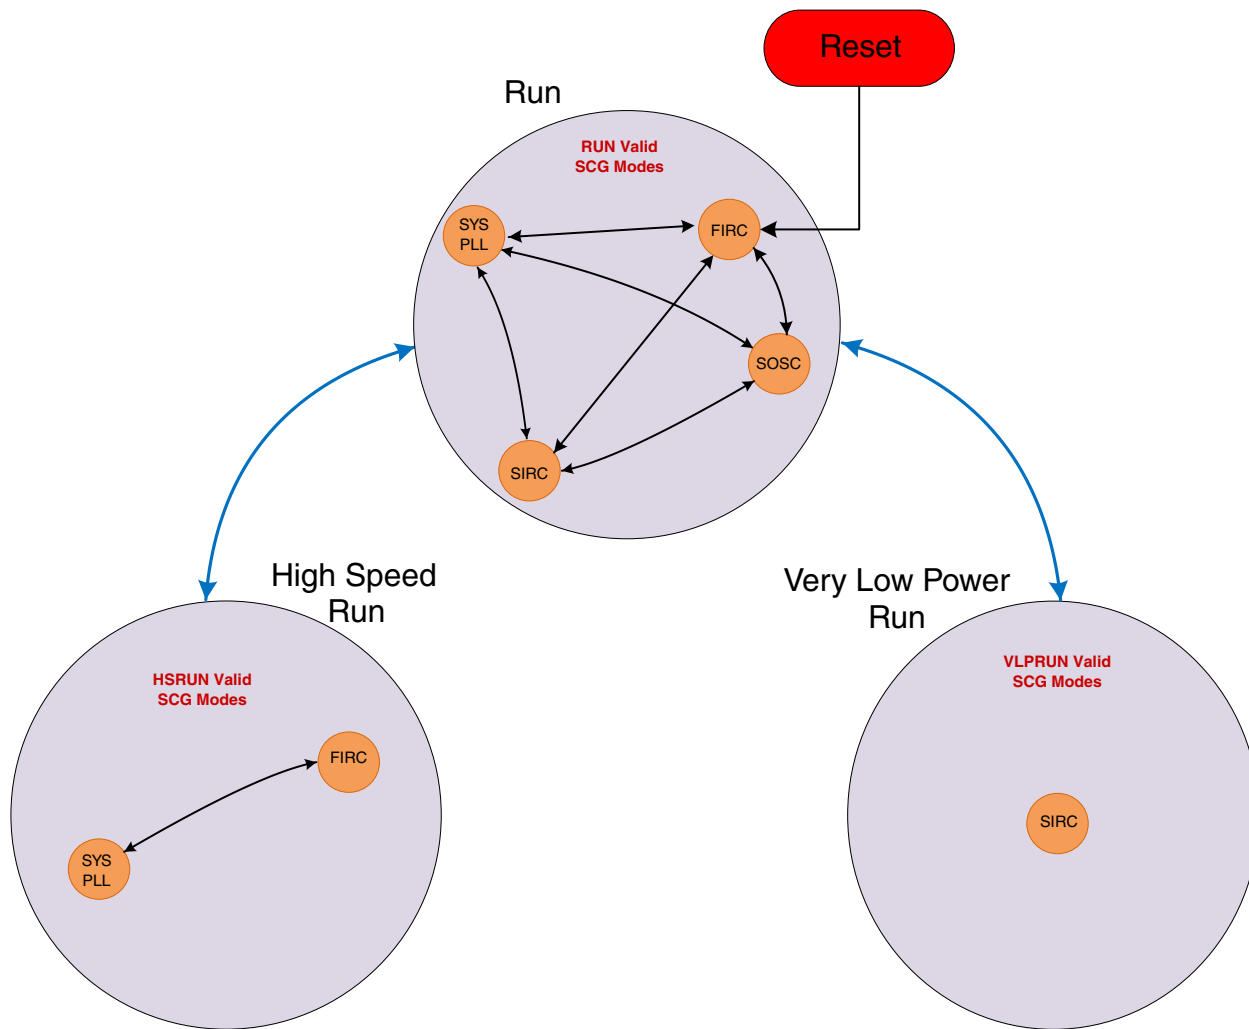 Reset
Run
RUN Valid
SCG Modes
SYS
PLL
FIRC
SOSC
SIRC
High Speed
Run
HSRUN Valid
SCG Modes
FIRC
SYS
PLL
Very Low Power
Run
VLPRUN Valid
SCG Modes
SIRC